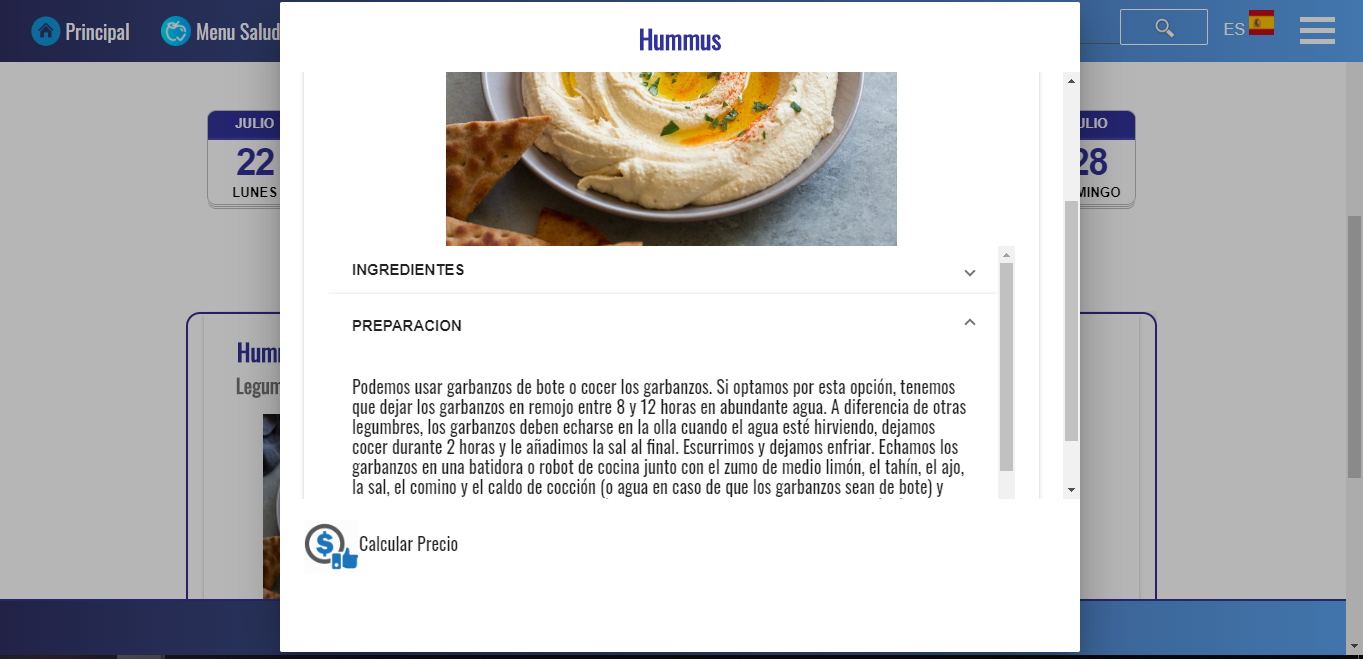 Principal
Menu Salud
Hummus
ES
JULIO
22
LUNES
JLIO
28
MINGO
INGREDIENTES
PREPARACION
Podemos usar garbanzos de bote o cocer los garbanzos. Si optamos por esta opción, tenemos
que dejar los garbanzos en remojo entre 8 y 12 horas en abundante agua. A diferencia de otras
legumbres, los garbanzos deben echarse en la olla cuando el agua esté hirviendo, dejamos
cocer durante 2 horas y le añadimos la sal al final. Escurrimos y dejamos enfriar. Echamos los
garbanzos en una batidora o robot de cocina junto con el zumo de medio limón, el tahín, el ajo,
la sal, el comino y el caldo de cocción (o agua en caso de que los garbanzos sean de bote) y
Humm
Legum
Calcular Precio